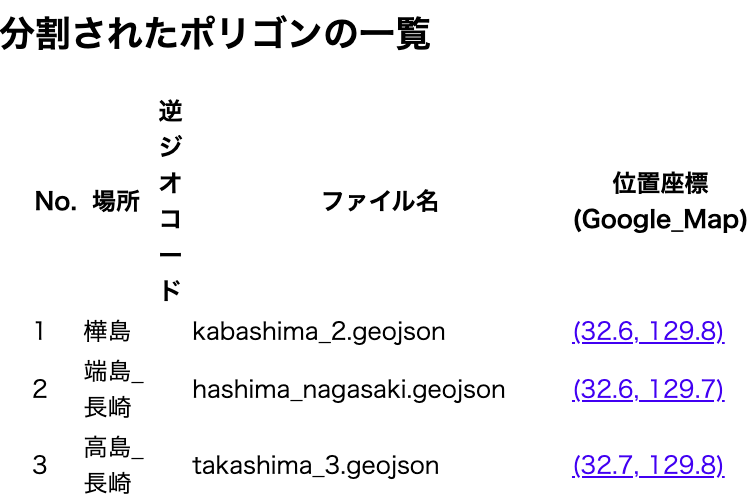 分割されたポリゴンの一覧
No. 場所 逆ジオコード ファイル名 位置座標(Google_Map)
1 樺島 kabashima_2.geojson (32.6, 129.8)
2 端島_長崎 hashima_nagasaki.geojson (32.6, 129.7)
3 高島_長崎 takashima_3.geojson (32.7, 129.8)